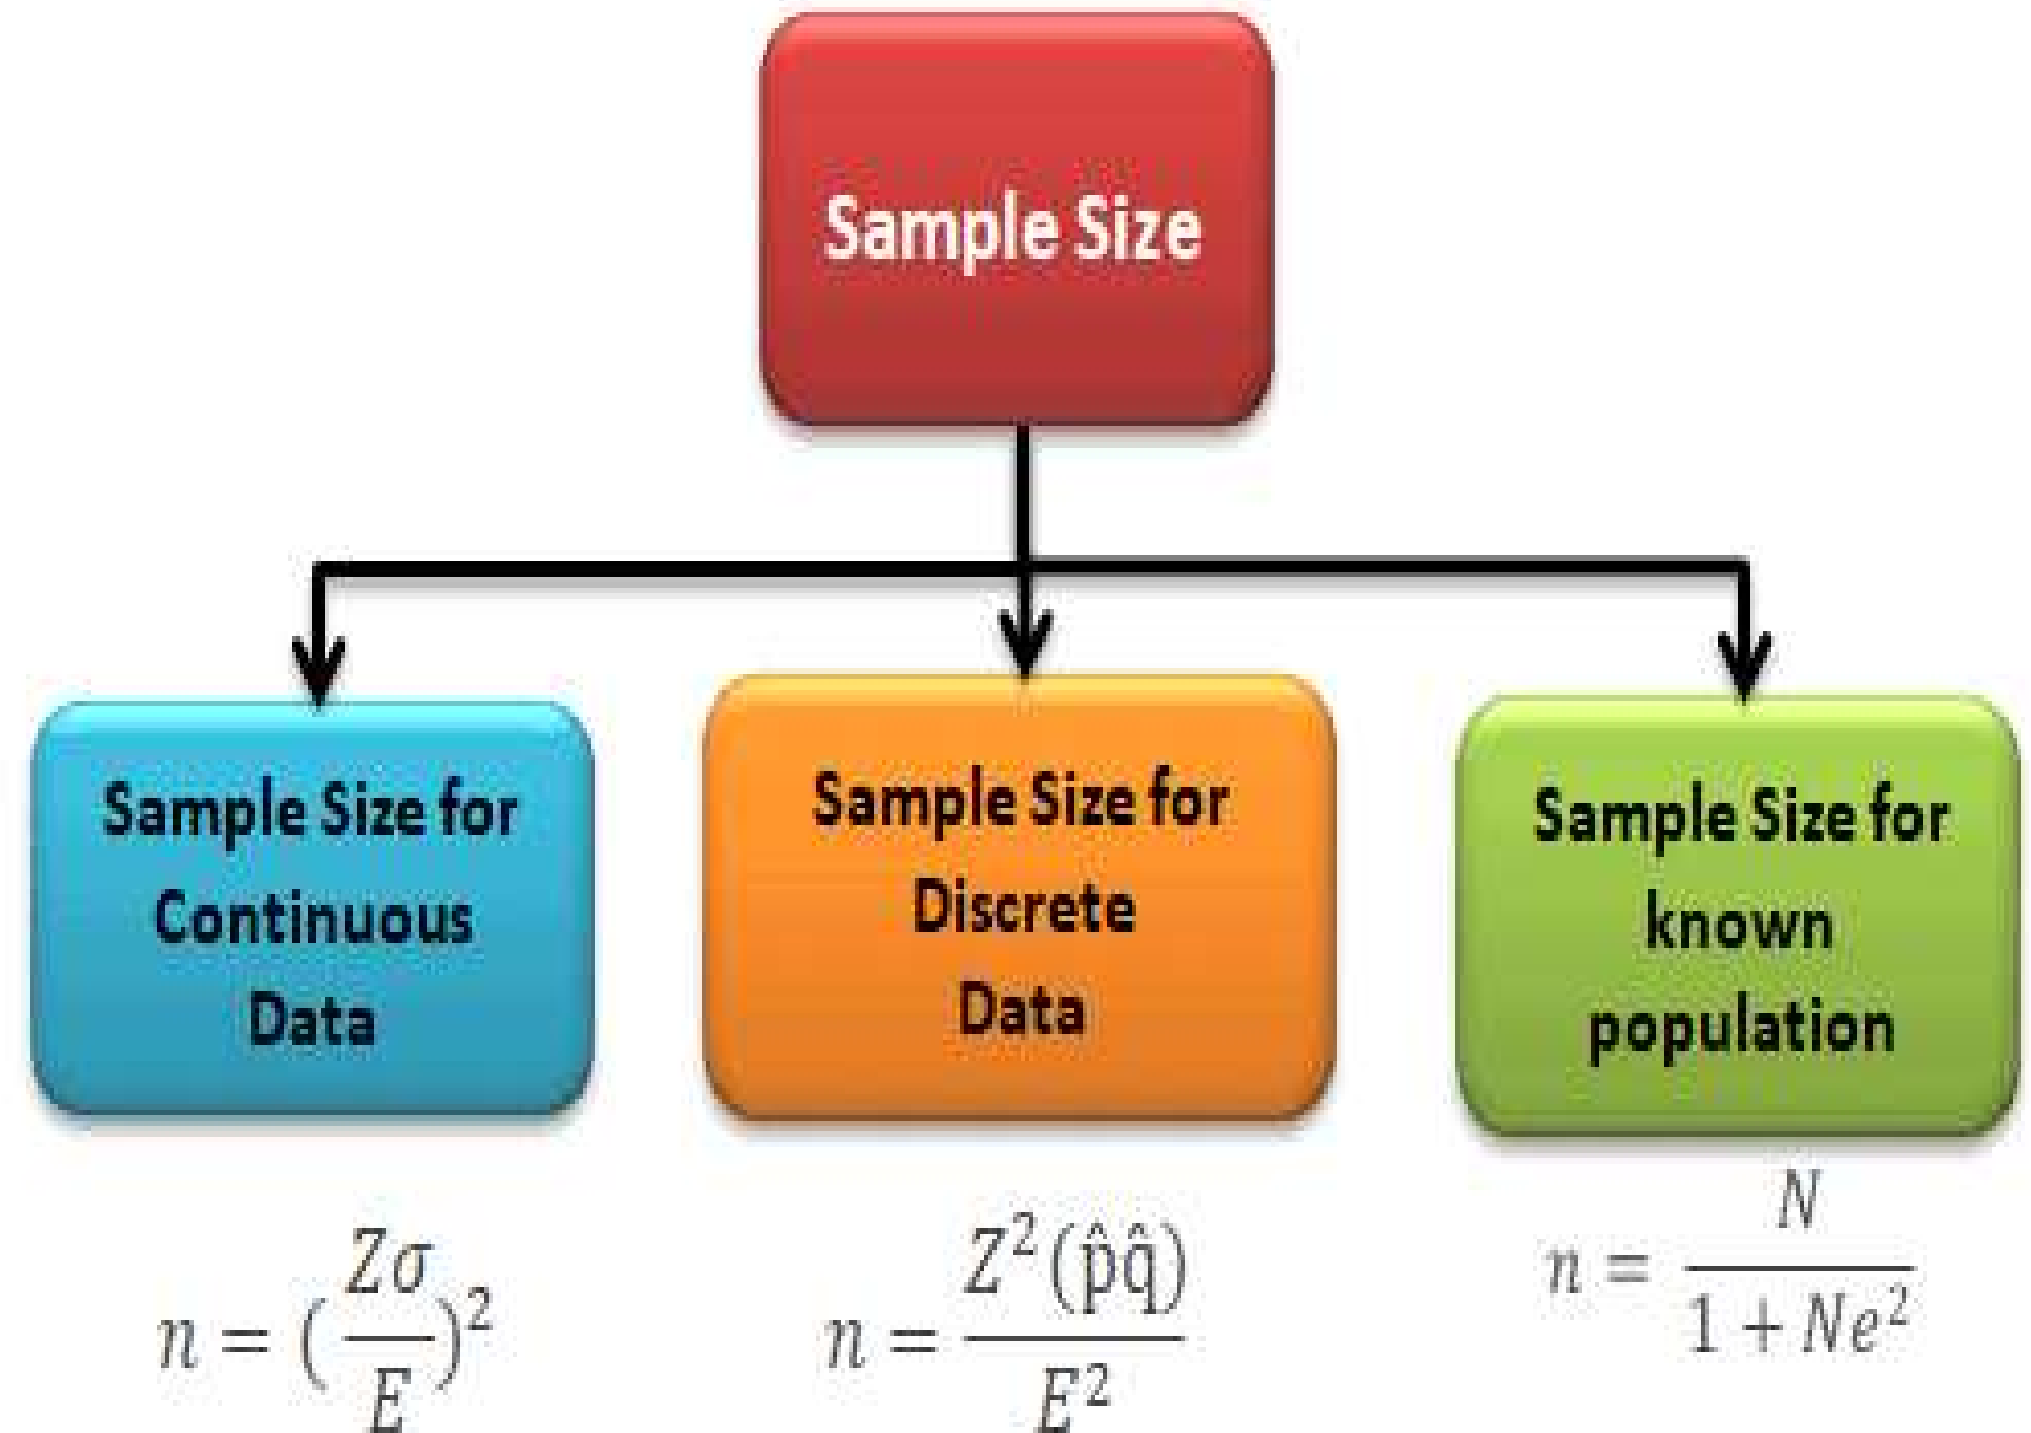 Sample Size
Sample Size for
Continuous
Data
Sample Size for
Discrete
Data
Sample Size for
known
population
n = (Zσ/E)²
n = Z²(p̂q̂)/E²
n = N/1 + Ne²